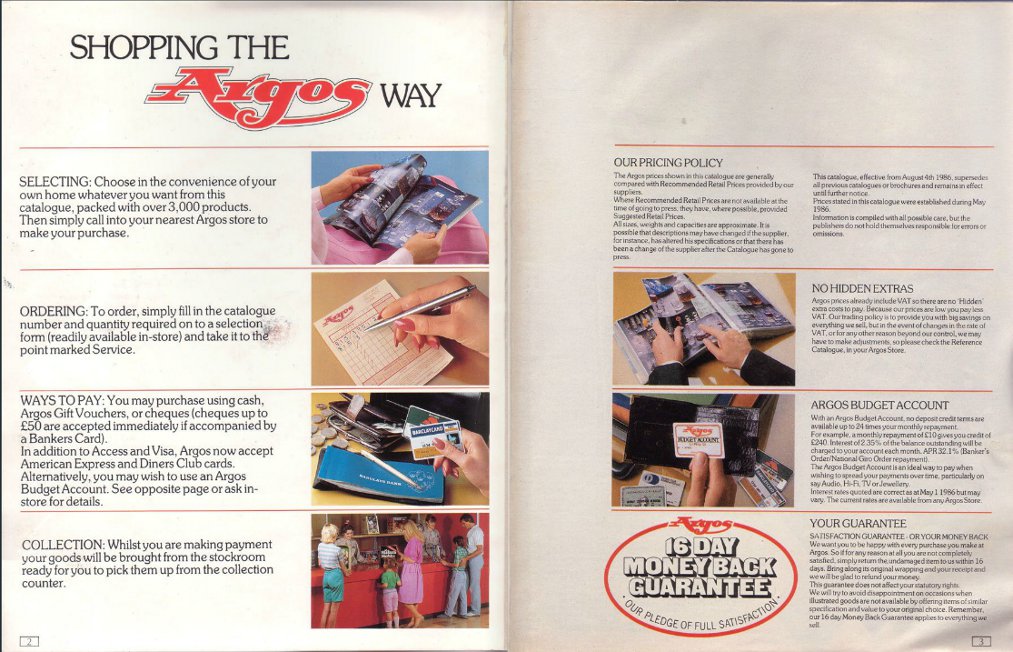 SHOPPING THE
Argos WAY
SELECTING: Choose in the convenience of your
own home whatever you want from this
catalogue, packed with over 3,000 products.
Then simply call into your nearest Argos store to
make your purchase.
ORDERING: To order, simply fill in the catalogue
number and quantity required on to a selection
form (readily available in-store) and take it to the
point marked Service.
Argos
WAYS TO PAY: You may purchase using cash,
Argos Gift Vouchers, or cheques (cheques up to
£50 are accepted immediately if accompanied by
a Bankers Card).
In addition to Access and Visa, Argos now accept
American Express and Diners Club cards.
Alternatively, you may wish to use an Argos
Budget Account. See opposite page or ask in-
store for details.
BARCLAYCARD
BARCLAYS BANK
COLLECTION: Whilst you are making payment
your goods will be brought from the stockroom
ready for you to pick them up from the collection
counter.
2
OUR PRICING POLICY
The Argos prices shown in this catalogue are generally
compared with Recommended Retail Prices provided by our
suppliers.
Where Recommended Retail Prices are not available at the
time of going to press, they have, where possible, provided
Suggested Retail Prices.
All sizes, weights and capacities are approximate. It is
possible that descriptions may have changed if the supplier,
for instance, has altered his specifications or that there has
been a change of the supplier after the Catalogue has gone to
press.
This catalogue, effective from August 4th 1986, supersedes
all previous catalogues or brochures and remains in effect
until further notice.
Prices stated in this catalogue were established during May
1986.
Information is compiled with all possible care, but the
publishers do not hold themselves responsible for errors or
omissions.
NO HIDDEN EXTRAS
Argos prices already include VAT so there are no 'Hidden'
extra costs to pay. Because our prices are low you pay less
VAT. Our trading policy is to provide you with big savings on
everything we sell, but in the event of changes in the rate of
VAT, or for any other reason beyond our control, we may
have to make adjustments, so please check the Reference
Catalogue, in your Argos Store.
ARGOS BUDGET ACCOUNT
With an Argos Budget Account, no deposit credit terms are
available up to 24 times your monthly repayment.
For example, a monthly repayment of £10 gives you credit of
£240. Interest of 2.35% of the balance outstanding will be
charged to your account each month. APR 32.1% (Banker's
Order/National Giro Order repayment).
The Argos Budget Account is an ideal way to pay when
wishing to spread your payments over time, particularly on
say Audio, Hi-Fi, TV or Jewellery.
Interest rates quoted are correct as at May 1 1986 but may
vary. The current rates are available from any Argos Store.
Argos
BUDGET ACCOUNT
YOUR GUARANTEE
SATISFACTION GUARANTEE - OR YOUR MONEY BACK
We want you to be happy with every purchase you make at
Argos. So if for any reason at all you are not completely
satisfied, simply return the undamaged item to us within 16
days. Bring along its original wrapping and your receipt and
we will be glad to refund your money.
This guarantee does not affect your statutory rights.
We will try to avoid disappointment on occasions when
illustrated goods are not available by offering items of similar
specification and value to your original choice. Remember,
our 16 day Money Back Guarantee applies to everything we
sell.
Argos
16 DAY
MONEY BACK
GUARANTEE
· OUR PLEDGE OF FULL SATISFACTION ·
3